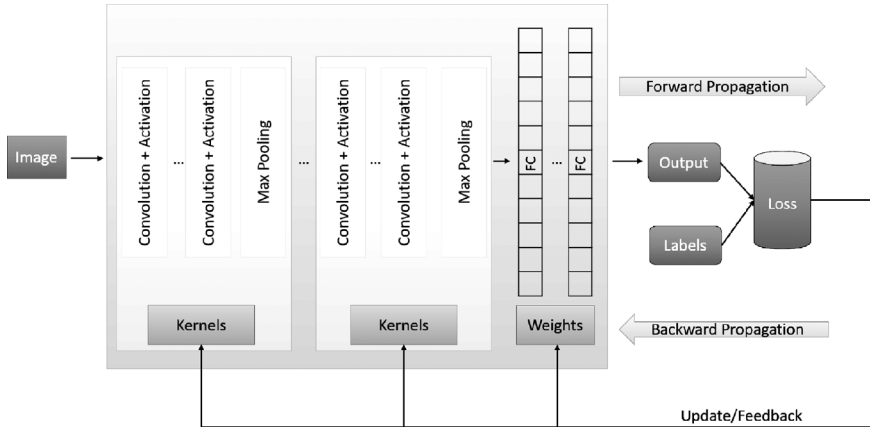 Image
Convolution + Activation
...
Convolution + Activation
Max Pooling
...
Convolution + Activation
...
Convolution + Activation
Max Pooling
FC
...
FC
Kernels
Kernels
Weights
Forward Propagation
Output
Labels
Loss
Backward Propagation
Update/Feedback